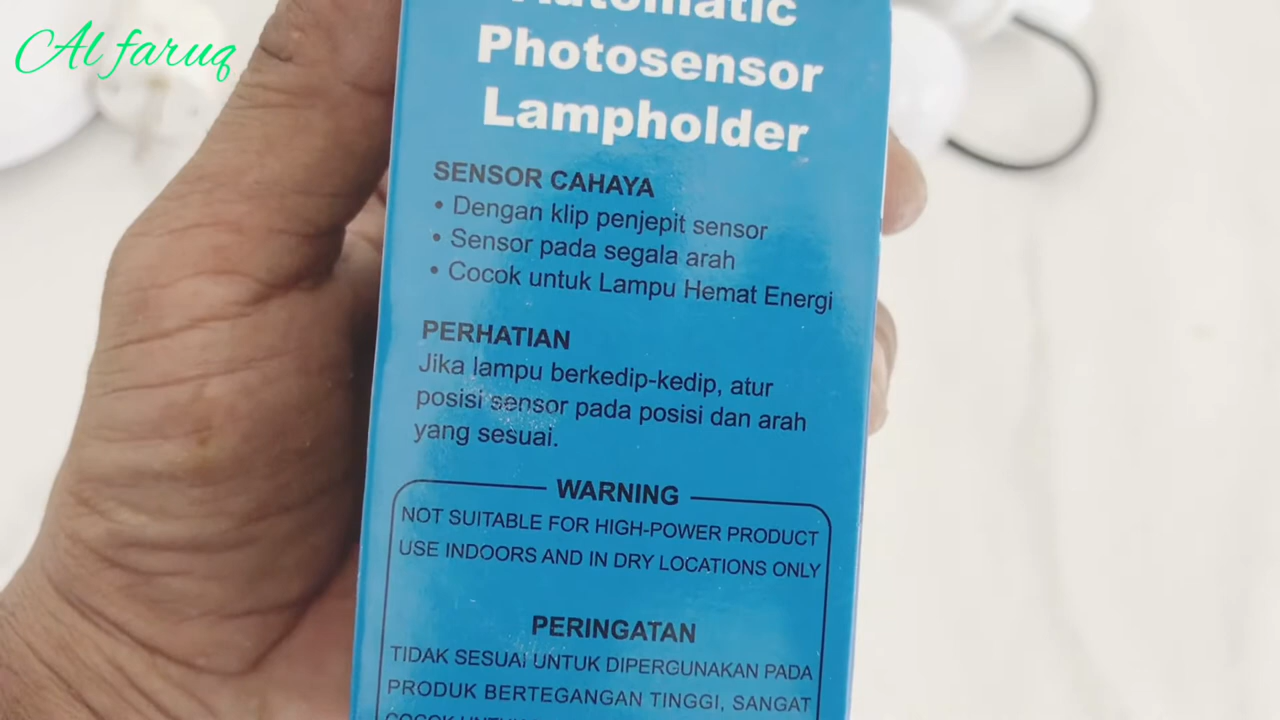 Al faruq
Automatic
Photosensor
Lampholder
SENSOR CAHAYA
• Dengan klip penjepit sensor
• Sensor pada segala arah
• Cocok untuk Lampu Hemat Energi
PERHATIAN
Jika lampu berkedip-kedip, atur
posisi sensor pada posisi dan arah
yang sesuai.
WARNING
NOT SUITABLE FOR HIGH-POWER PRODUCT
USE INDOORS AND IN DRY LOCATIONS ONLY
PERINGATAN
TIDAK SESUAI UNTUK DIPERGUNAKAN PADA
PRODUK BERTEGANGAN TINGGI, SANGAT